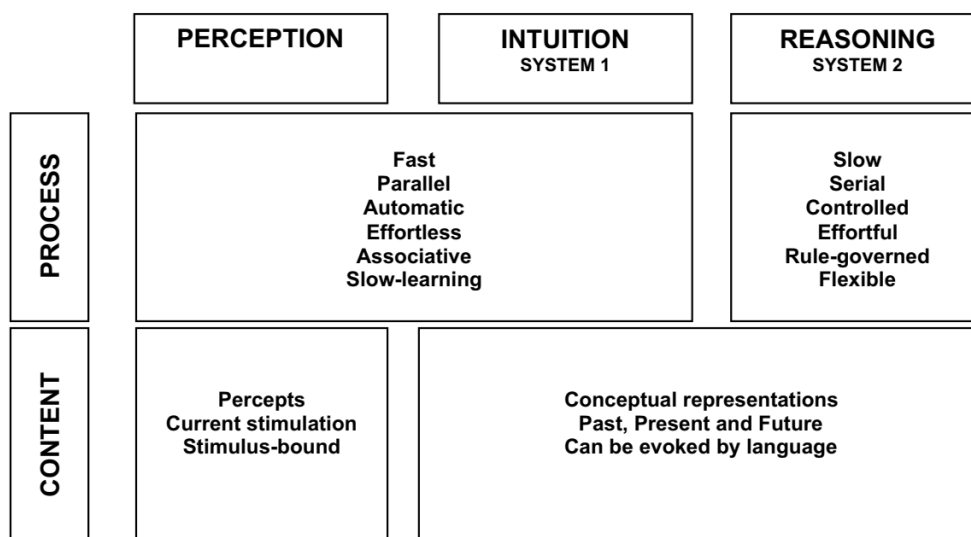 PERCEPTION
INTUITION
SYSTEM 1
REASONING
SYSTEM 2
PROCESS
Fast
Parallel
Automatic
Effortless
Associative
Slow-learning
Slow
Serial
Controlled
Effortful
Rule-governed
Flexible
CONTENT
Percepts
Current stimulation
Stimulus-bound
Conceptual representations
Past, Present and Future
Can be evoked by language